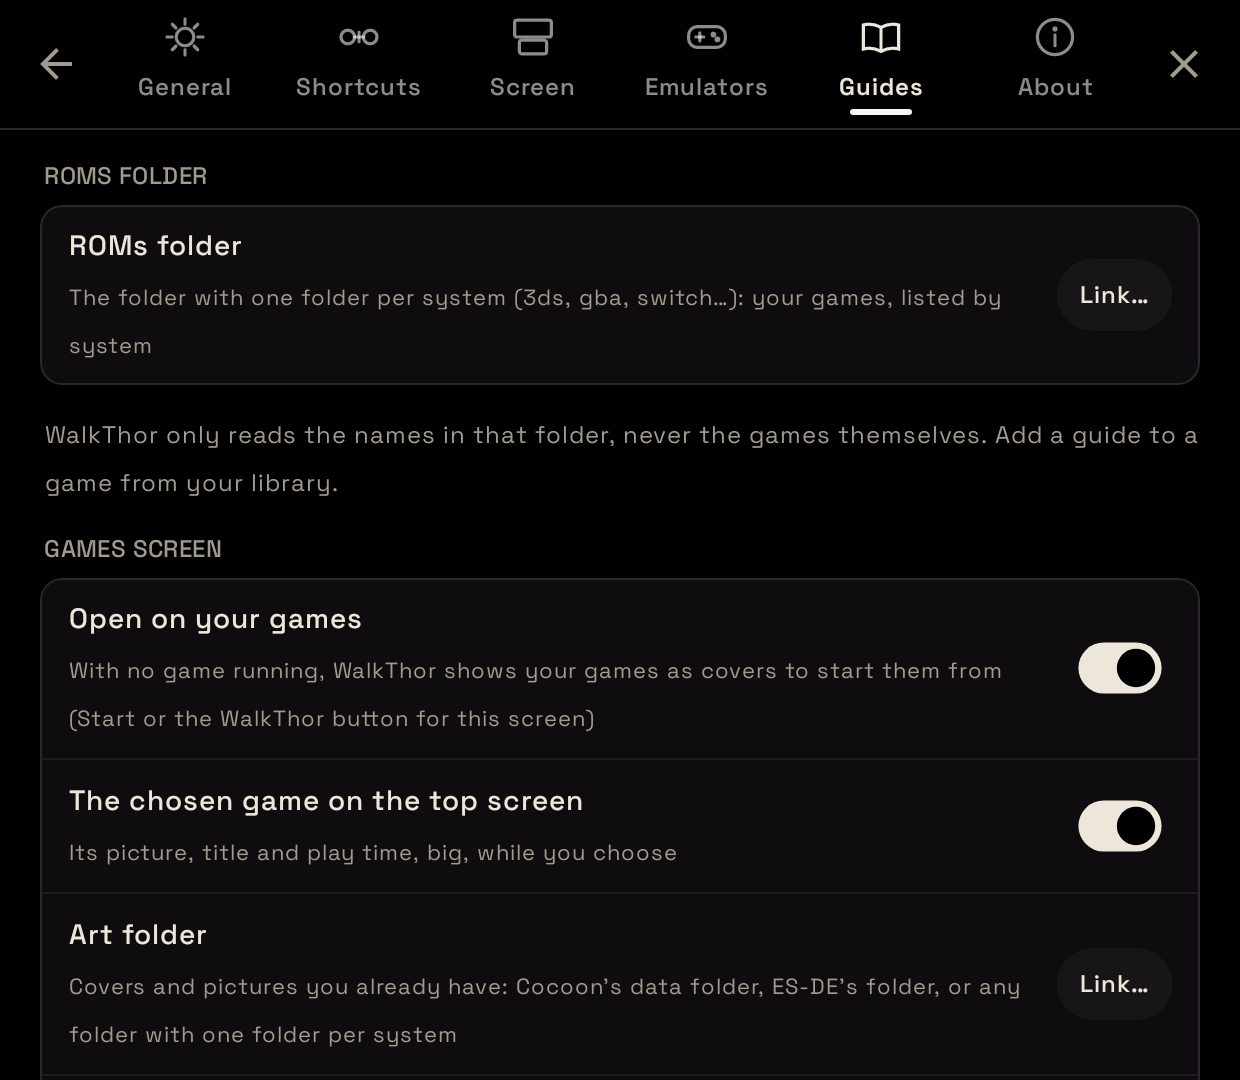 General
Shortcuts
Screen
Emulators
Guides
About
ROMS FOLDER
ROMs folder
The folder with one folder per system (3ds, gba, switch…): your games, listed by
system
Link…
WalkThor only reads the names in that folder, never the games themselves. Add a guide to a
game from your library.
GAMES SCREEN
Open on your games
With no game running, WalkThor shows your games as covers to start them from
(Start or the WalkThor button for this screen)
The chosen game on the top screen
Its picture, title and play time, big, while you choose
Art folder
Covers and pictures you already have: Cocoon’s data folder, ES-DE’s folder, or any
folder with one folder per system
Link…